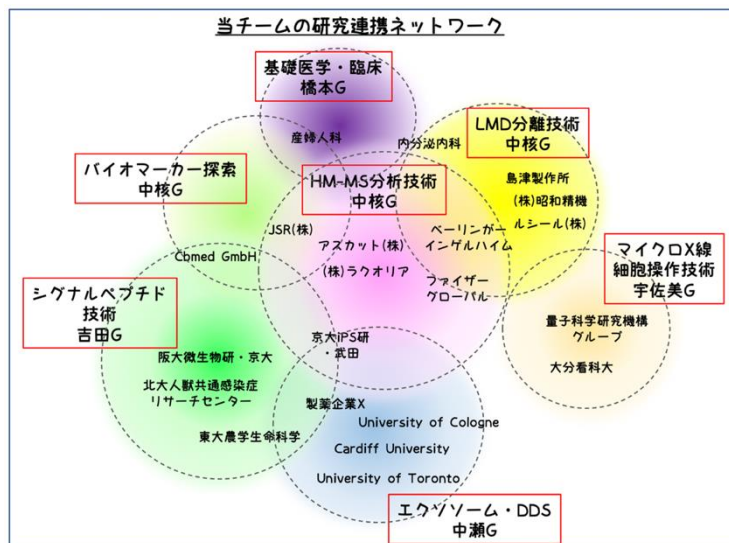 当チームの研究連携ネットワーク
基礎医学・臨床
橋本G
産婦人科
内分泌内科
LMD分離技術
中核G
島津製作所
(株)昭和精機
ルシール(株)
バイオマーカー探索
中核G
HM-MS分析技術
中核G
JSR(株)
アスカット(株)
(株)ラクオリア
ベーリンガー
インゲルハイム
ファイザー
グローバル
Cbmed GmbH
マイクロX線
細胞操作技術
宇佐美G
量子科学研究機構
グループ
大分看科大
シグナルペプチド
技術
吉田G
阪大微生物研・京大
北大人獣共通感染症
リサーチセンター
東大農学生命科学
京大iPS研
・武田
製薬企業X
University of Cologne
Cardiff University
University of Toronto
エクソソーム・DDS
中瀬G